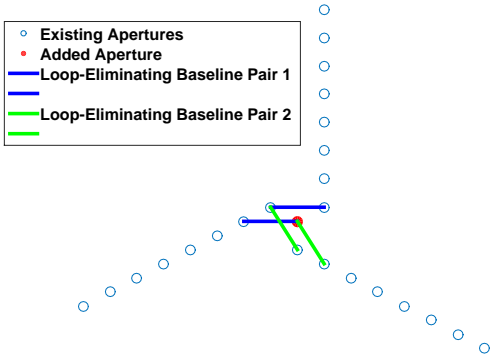 Existing Apertures
Added Aperture
Loop-Eliminating Baseline Pair 1
Loop-Eliminating Baseline Pair 2